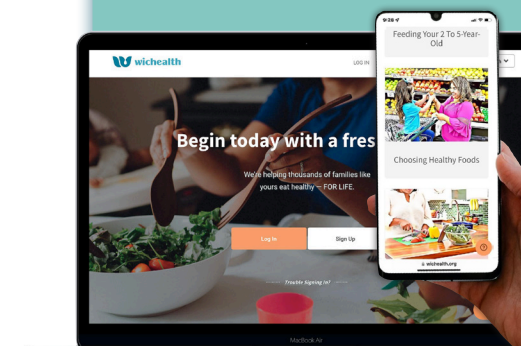 wichealth
LOG IN
Begin today with a fres
We're helping thousands of families like
yours eat healthy — FOR LIFE.
Log In
Sign Up
Trouble Signing in?
MacBook Air
9:28
Feeding Your 2 To 5-Year-
Old
Choosing Healthy Foods
wichealth.org